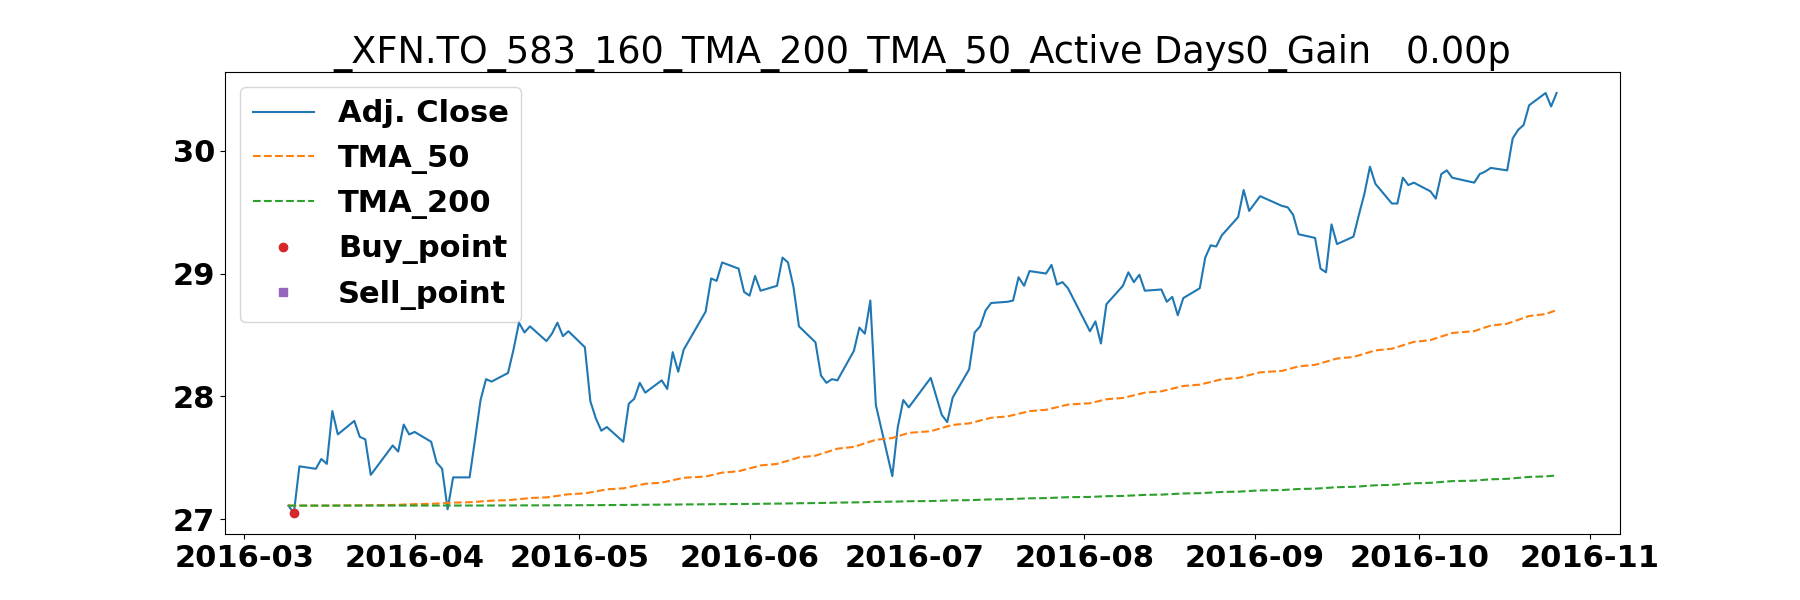 _XFN.TO_583_160_TMA_200_TMA_50_Active Days0_Gain   0.00p
Adj. Close
TMA_50
TMA_200
Buy_point
Sell_point
30
29
28
27
2016-03 2016-04 2016-05 2016-06 2016-07 2016-08 2016-09 2016-10 2016-11